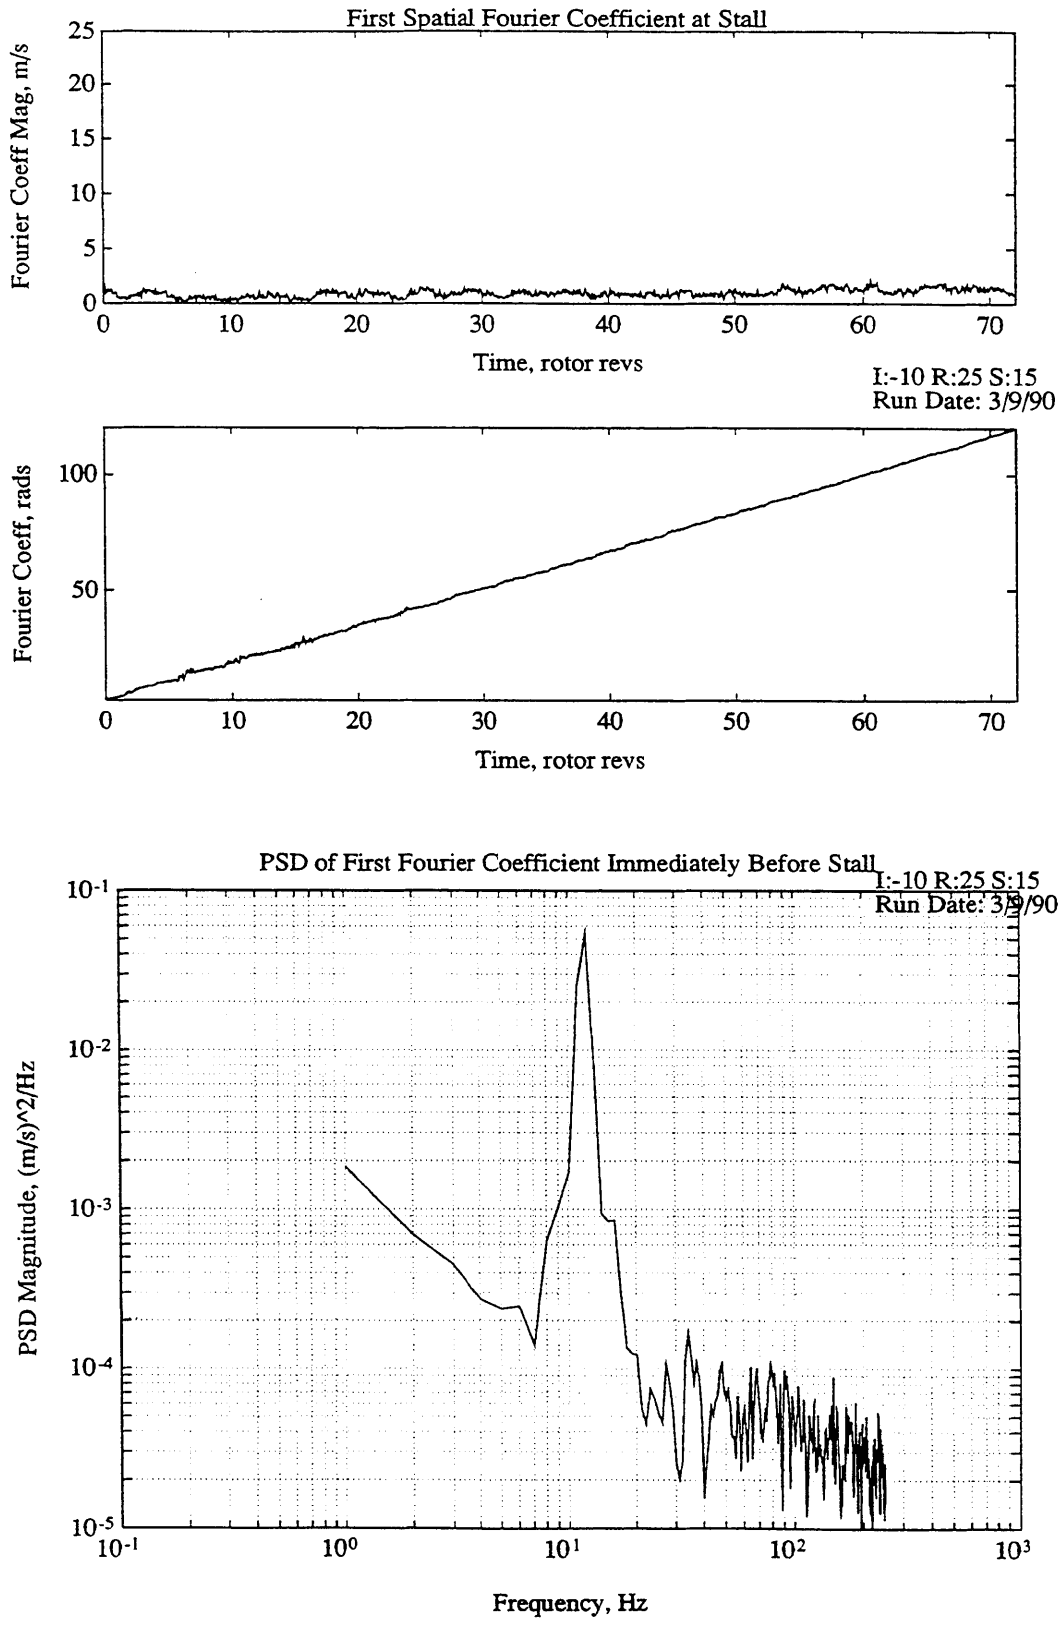 First Spatial Fourier Coefficient at Stall
25
20
15
10
5
0
Fourier Coeff Mag, m/s
0 10 20 30 40 50 60 70
Time, rotor revs
I:-10 R:25 S:15
Run Date: 3/9/90
100
50
Fourier Coeff, rads
0 10 20 30 40 50 60 70
Time, rotor revs
PSD of First Fourier Coefficient Immediately Before Stall
I:-10 R:25 S:15
Run Date: 3/9/90
10-1
10-2
10-3
10-4
10-5
PSD Magnitude, (m/s)^2/Hz
10-1 100 101 102 103
Frequency, Hz